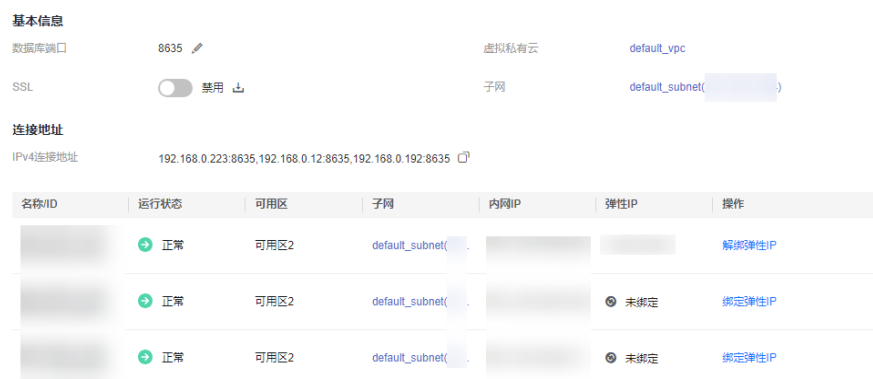 基本信息
数据库端口 8635 虚拟私有云 default_vpc
SSL 禁用 子网 default_subnet( )
连接地址
IPv4连接地址 192.168.0.223:8635,192.168.0.12:8635,192.168.0.192:8635
名称/ID 运行状态 可用区 子网 内网IP 弹性IP 操作
正常 可用区2 default_subnet( . 解绑弹性IP
正常 可用区2 default_subnet( . 未绑定 绑定弹性IP
正常 可用区2 default_subnet( . 未绑定 绑定弹性IP